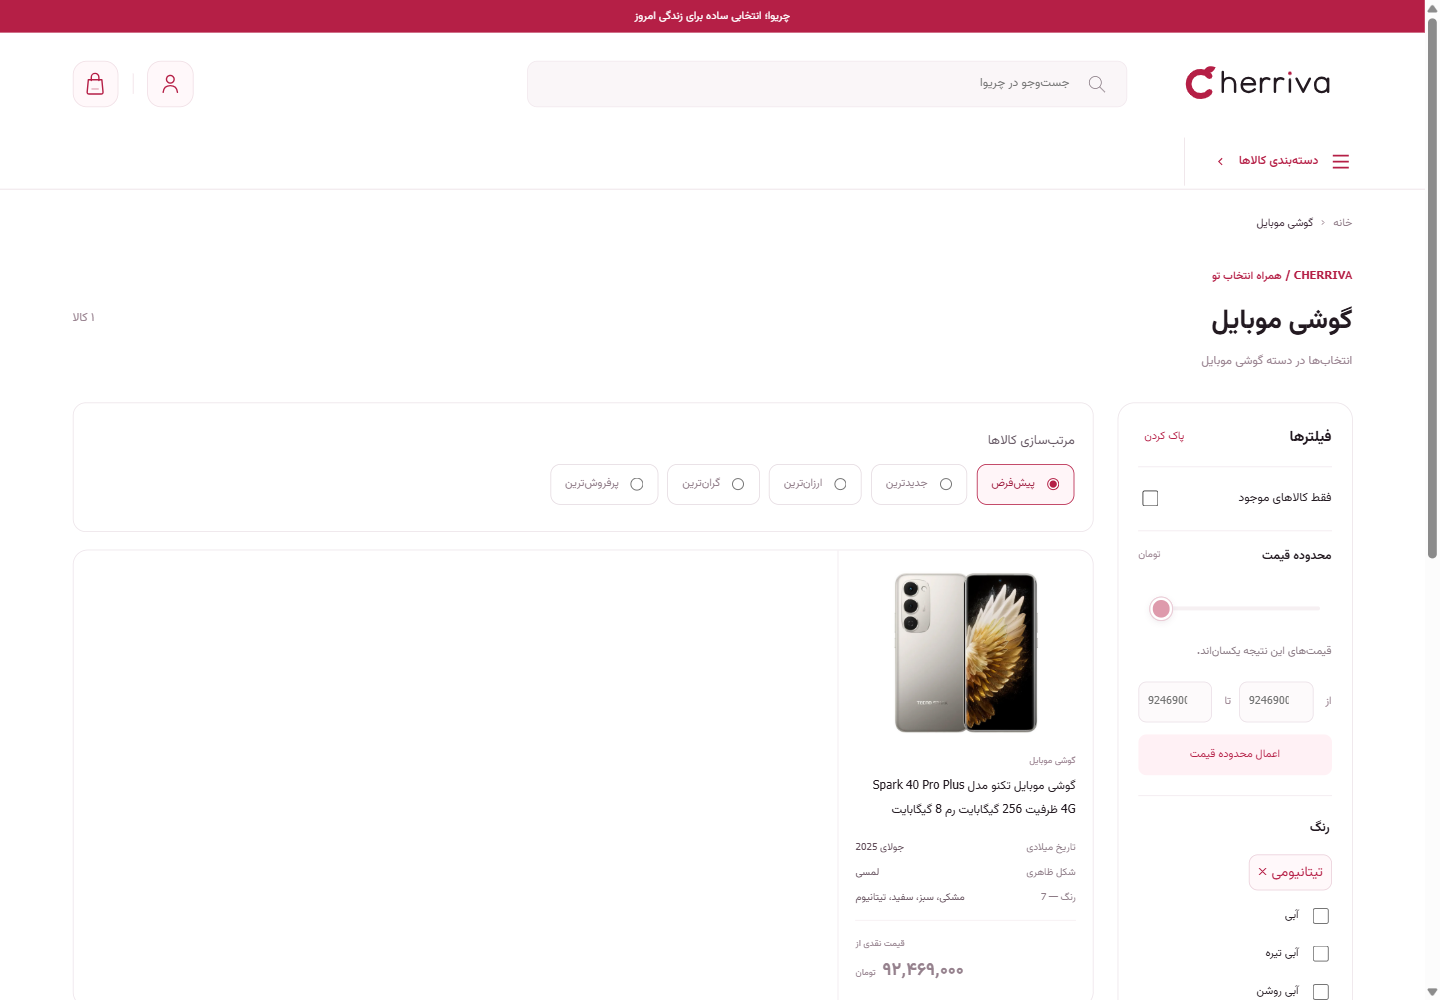 چریوا؛ انتخابی ساده برای زندگی امروز
Cherriva
جست‌وجو در چریوا
دسته‌بندی کالاها
خانه › گوشی موبایل
CHERRIVA / همراه انتخاب تو
گوشی موبایل
۱ کالا
انتخاب‌ها در دسته گوشی موبایل
فیلترها
پاک کردن
فقط کالاهای موجود
محدوده قیمت
تومان
قیمت‌های این نتیجه یکسان‌اند.
از
تا
اعمال محدوده قیمت
رنگ
تیتانیومی ×
آبی
آبی تیره
آبی روشن
مرتب‌سازی کالاها
پیش‌فرض
جدیدترین
ارزان‌ترین
گران‌ترین
پرفروش‌ترین
گوشی موبایل
گوشی موبایل تکنو مدل Spark 40 Pro Plus
4G ظرفیت 256 گیگابایت رم 8 گیگابایت
تاریخ میلادی
جولای 2025
شکل ظاهری
لمسی
رنگ — 7
مشکی، سبز، سفید، تیتانیوم
قیمت نقدی از
۹۲,۴۶۹,۰۰۰ تومان